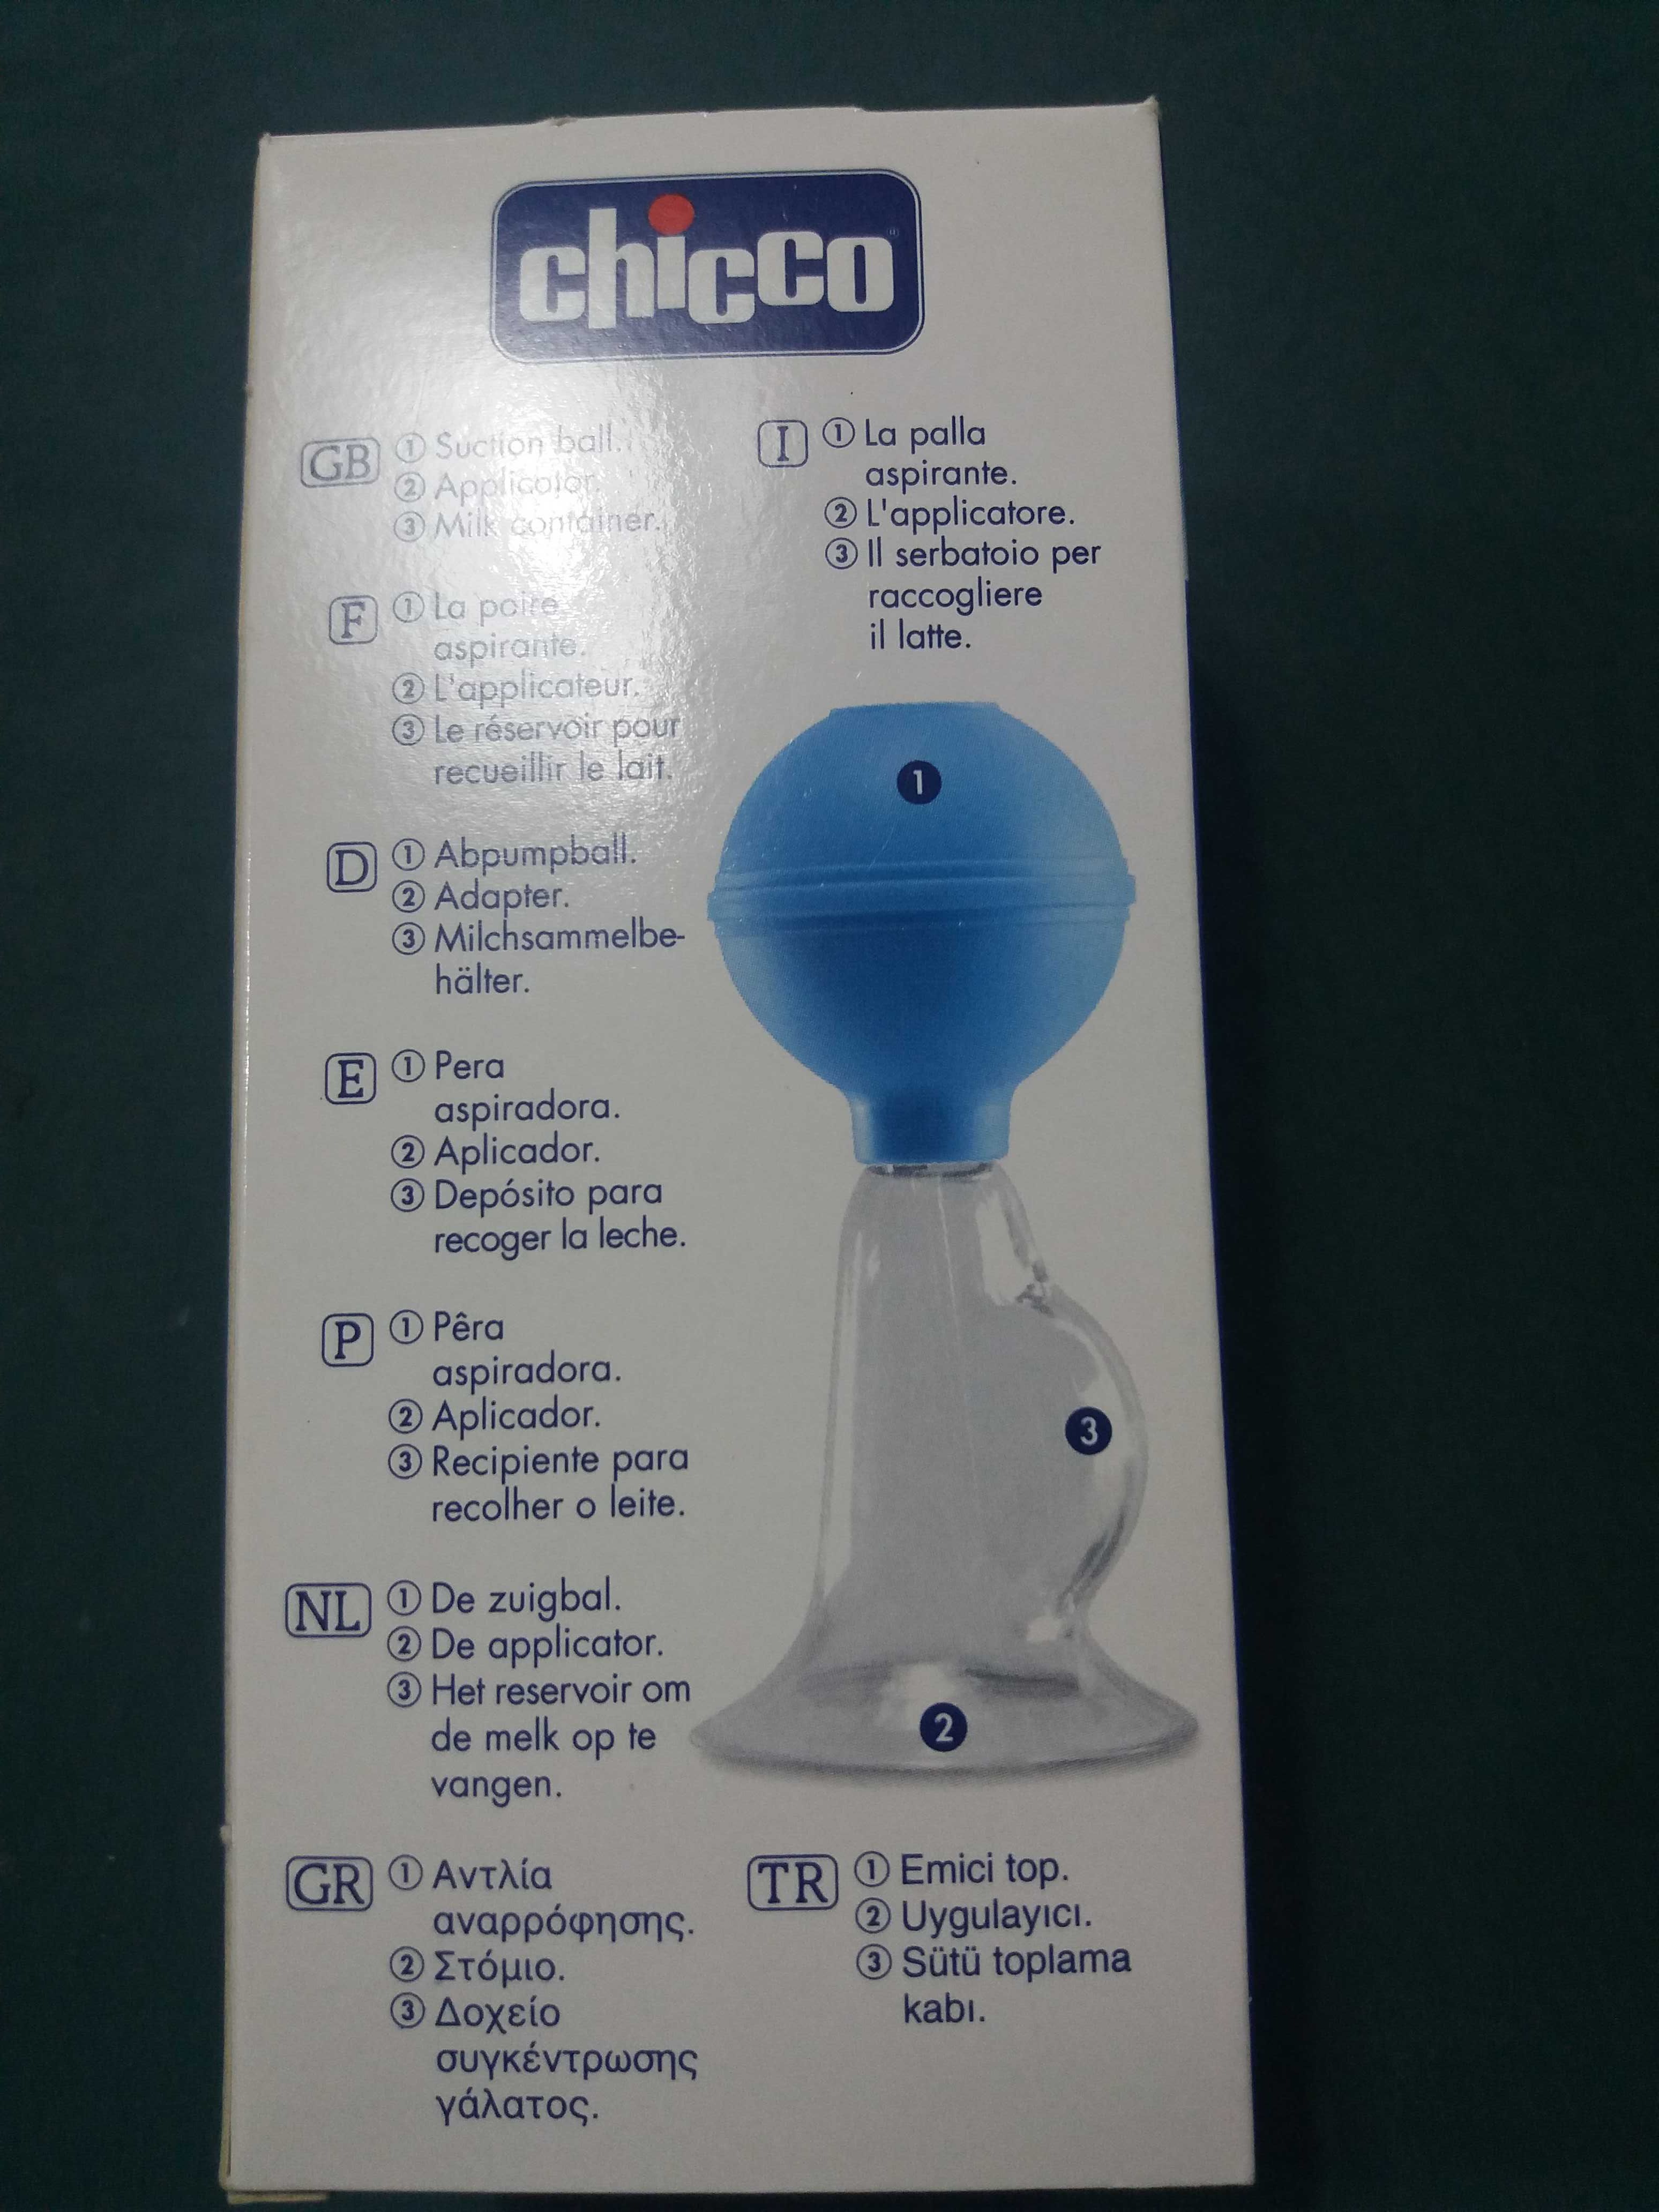 chicco®
GB ① Suction ball.
② Applicator.
③ Milk container.
F ① La poire
aspirante.
② L'applicateur.
③ Le réservoir pour
recueillir le lait.
D ① Abpumpball.
② Adapter.
③ Milchsammelbe-
hälter.
E ① Pera
aspiradora.
② Aplicador.
③ Depósito para
recoger la leche.
P ① Pêra
aspiradora.
② Aplicador.
③ Recipiente para
recolher o leite.
NL ① De zuigbal.
② De applicator.
③ Het reservoir om
de melk op te
vangen.
GR ① Αντλία
αναρρόφησης.
② Στόμιο.
③ Δοχείο
συγκέντρωσης
γάλατος.
I ① La palla
aspirante.
② L'applicatore.
③ Il serbatoio per
raccogliere
il latte.
1
3
2
TR ① Emici top.
② Uygulayıcı.
③ Sütü toplama
kabı.